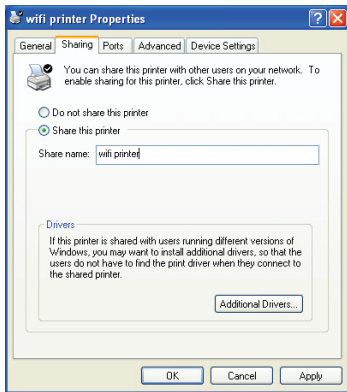 wifi printer Properties
General Sharing Ports Advanced Device Settings
You can share this printer with other users on your network. To
enable sharing for this printer, click Share this printer.
Do not share this printer
Share this printer
Share name: wifi printer
Drivers
If this printer is shared with users running different versions of
Windows, you may want to install additional drivers, so that the
users do not have to find the print driver when they connect to
the shared printer.
Additional Drivers...
OK Cancel Apply